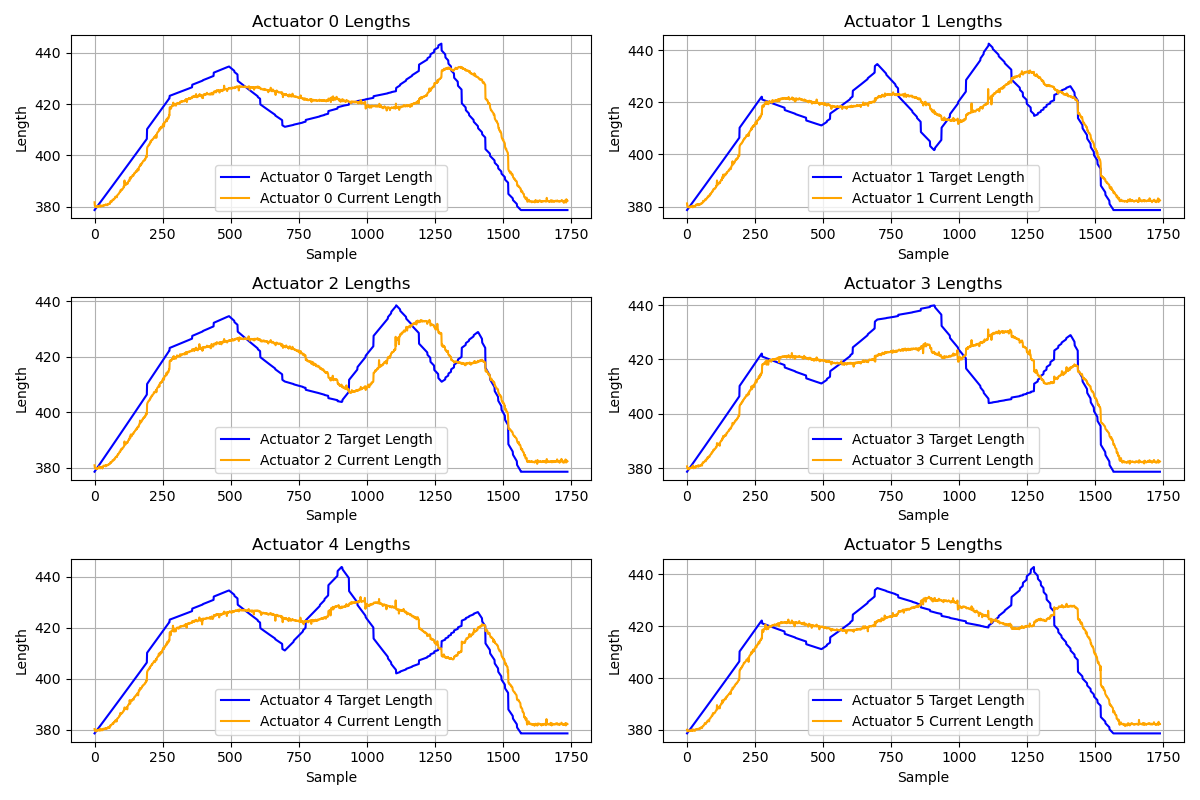 Actuator 0 Lengths
440
420
400
380
Length
Actuator 0 Target Length
Actuator 0 Current Length
0 250 500 750 1000 1250 1500 1750
Sample
Actuator 1 Lengths
440
420
400
380
Length
Actuator 1 Target Length
Actuator 1 Current Length
0 250 500 750 1000 1250 1500 1750
Sample
Actuator 2 Lengths
440
420
400
380
Length
Actuator 2 Target Length
Actuator 2 Current Length
0 250 500 750 1000 1250 1500 1750
Sample
Actuator 3 Lengths
440
420
400
380
Length
Actuator 3 Target Length
Actuator 3 Current Length
0 250 500 750 1000 1250 1500 1750
Sample
Actuator 4 Lengths
440
420
400
380
Length
Actuator 4 Target Length
Actuator 4 Current Length
0 250 500 750 1000 1250 1500 1750
Sample
Actuator 5 Lengths
440
420
400
380
Length
Actuator 5 Target Length
Actuator 5 Current Length
0 250 500 750 1000 1250 1500 1750
Sample